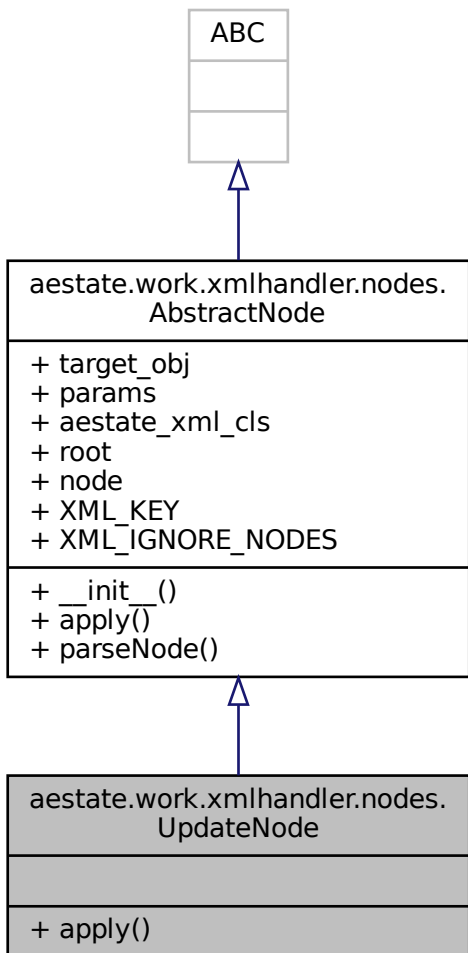 ABC
aestate.work.xmlhandler.nodes.
AbstractNode
+ target_obj
+ params
+ aestate_xml_cls
+ root
+ node
+ XML_KEY
+ XML_IGNORE_NODES
+ __init__()
+ apply()
+ parseNode()
aestate.work.xmlhandler.nodes.
UpdateNode
+ apply()